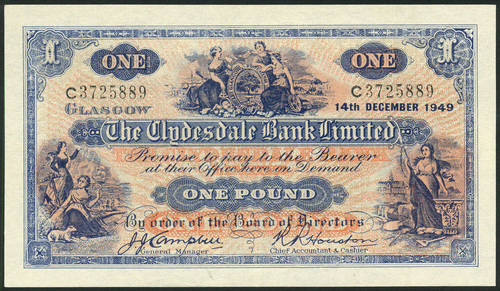 ONE ONE
C3725889 C3725889
GLASGOW 14TH DECEMBER 1949
The Clydesdale Bank Limited
Promise to pay to the Bearer
at their Office here on Demand
ONE POUND
By order of the Board of Directors
J.J. Campbell R.R. Houston
General Manager Chief Accountant & Cashier